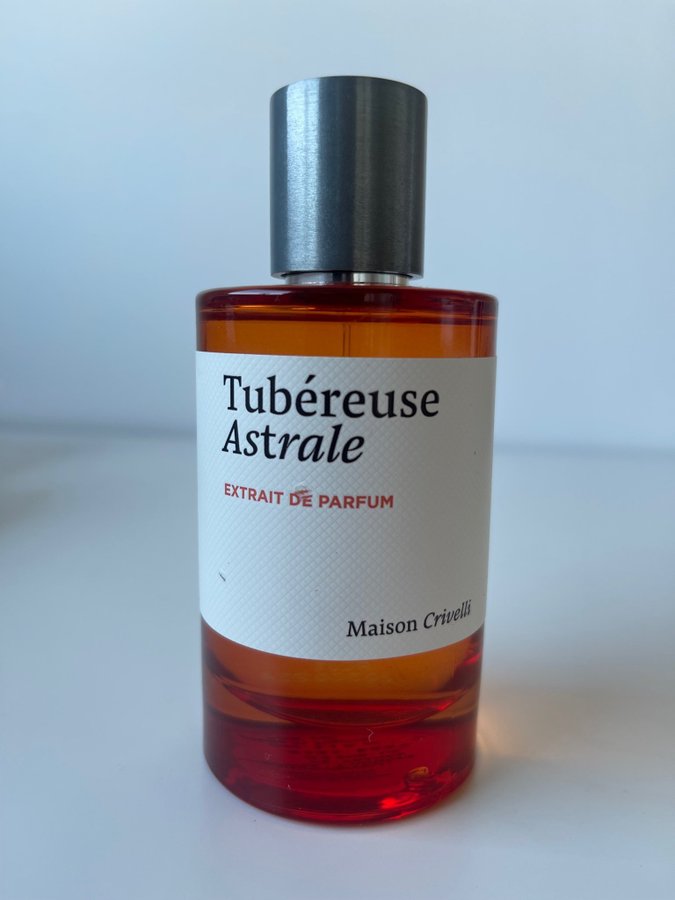 Tubéreuse
Astrale
EXTRAIT DE PARFUM
Maison Crivelli